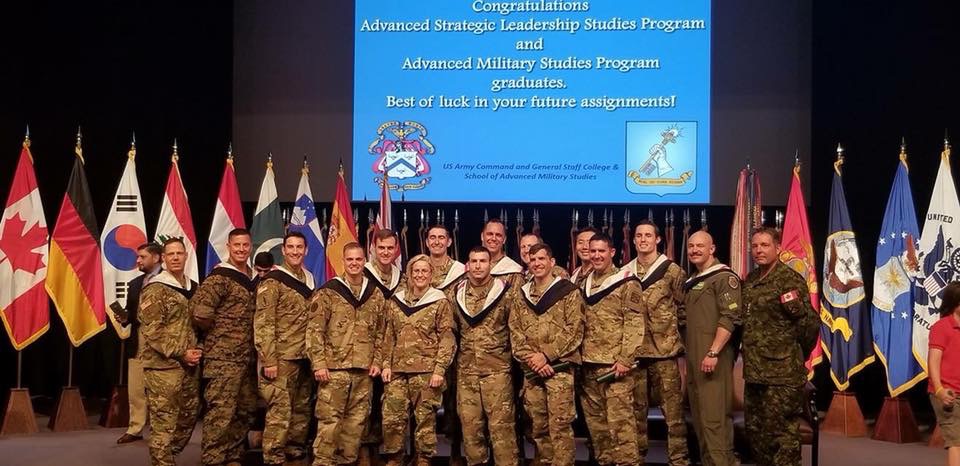 Congratulations
Advanced Strategic Leadership Studies Program
and
Advanced Military Studies Program
graduates.
Best of luck in your future assignments!
US Army Command and General Staff College &
School of Advanced Military Studies
UNITED